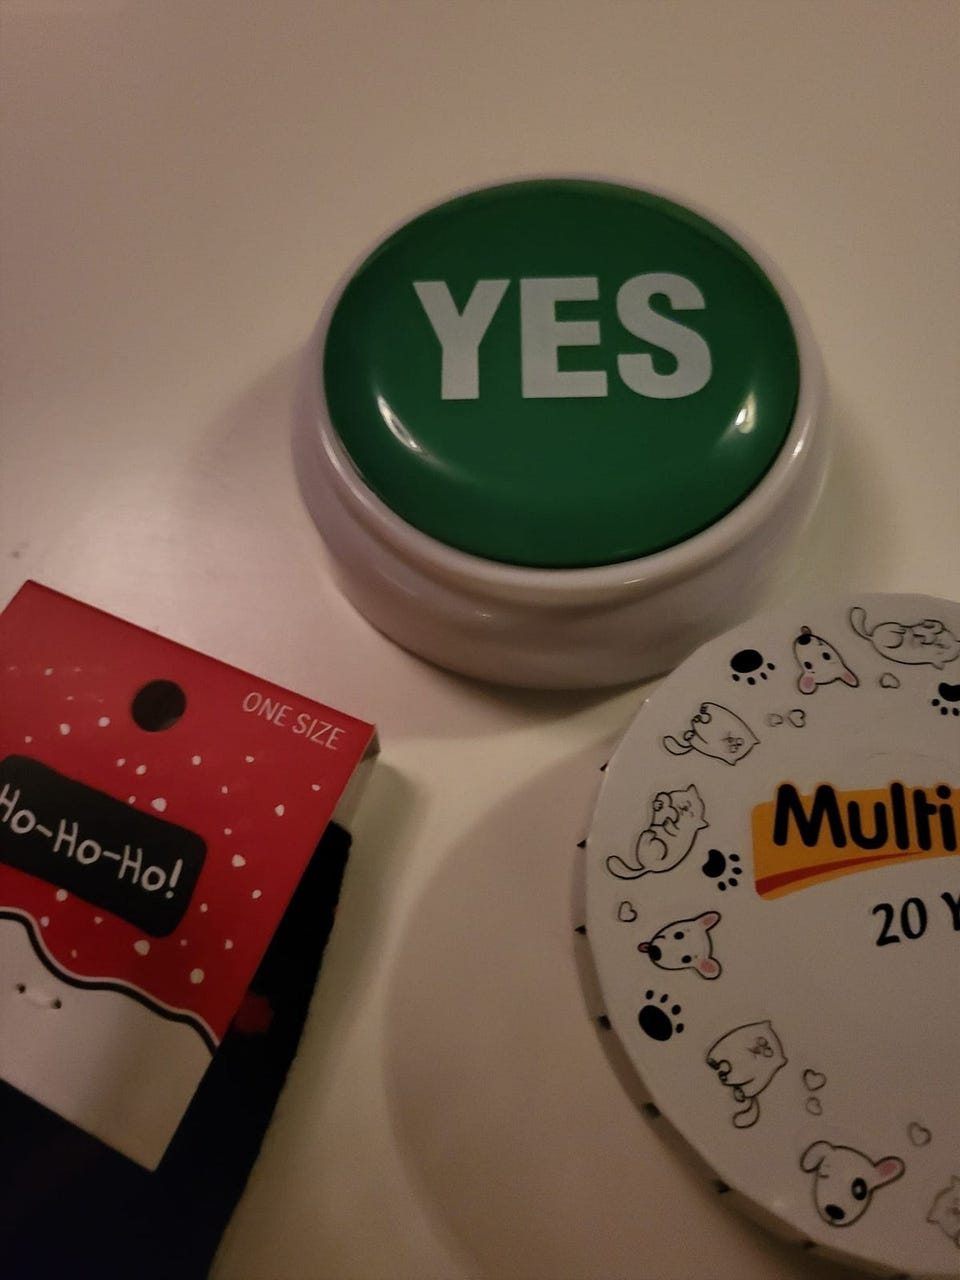 YES
ONE SIZE
Ho-Ho-Ho!
Multi
20 Y